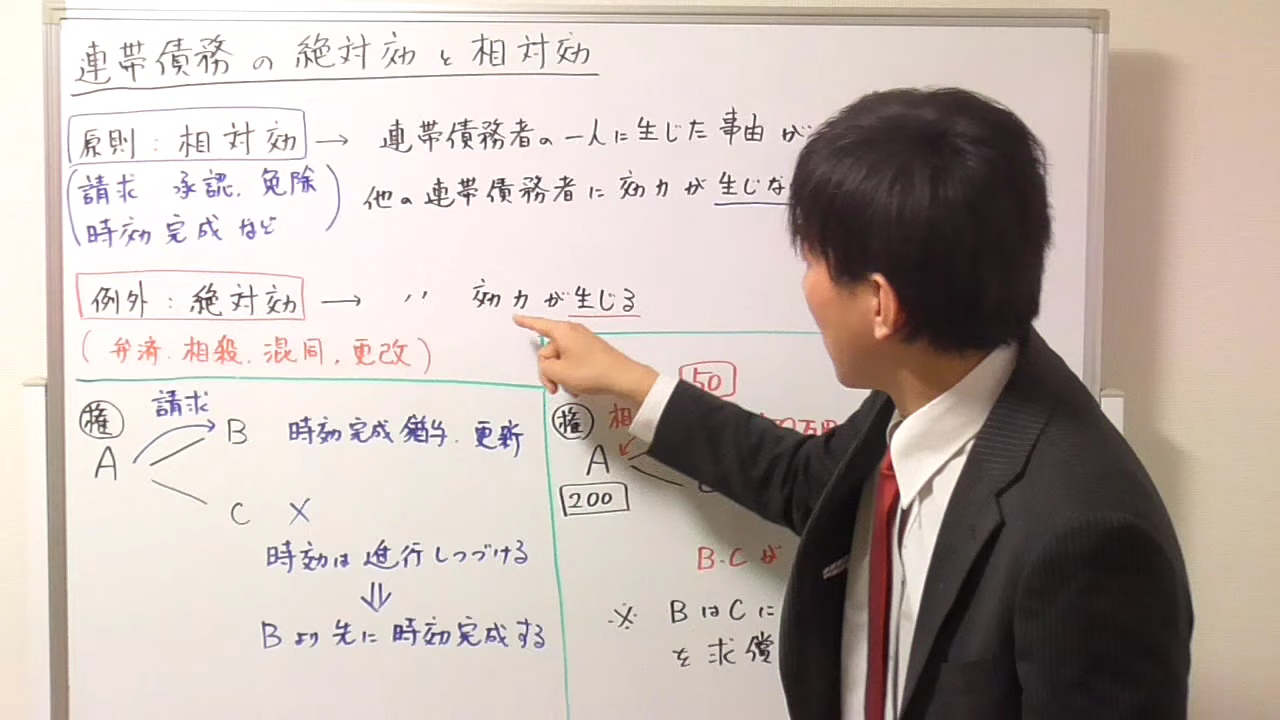 連帯債務の絶対効と相対効
原則:相対効 → 連帯債務者の一人に生じた事由が
(請求 承認.免除
時効完成など)
他の連帯債務者に効力が生じな
例外:絶対効 → 〃 効力が生じる
(弁済.相殺.混同.更改)
権 請求
A B 時効完成猶予.更新
C ×
時効は進行しつづける
⇓
Bより先に時効完成する
50
権 相 万円
A
200
B・Cが
※ BはCに
を求償